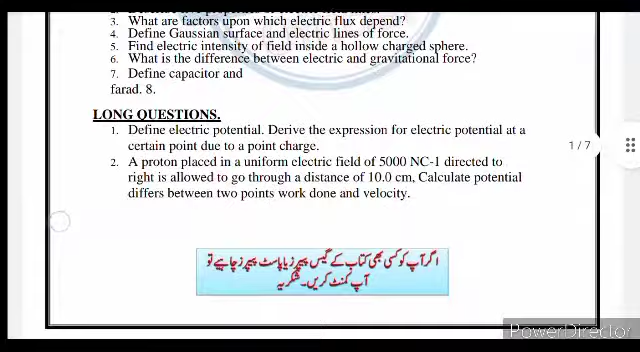 3. What are factors upon which electric flux depend?
4. Define Gaussian surface and electric lines of force.
5. Find electric intensity of field inside a hollow charged sphere.
6. What is the difference between electric and gravitational force?
7. Define capacitor and
farad. 8.
LONG QUESTIONS.
1. Define electric potential. Derive the expression for electric potential at a
certain point due to a point charge.
2. A proton placed in a uniform electric field of 5000 NC-1 directed to
right is allowed to go through a distance of 10.0 cm, Calculate potential
differs between two points work done and velocity.
1 / 7
اگر آپ کو کسی بھی کتاب کے گیس پیپرز یا پاسٹ پیپرز چاہیے تو
آپ کمنٹ کریں۔ شکریہ
PowerDirector